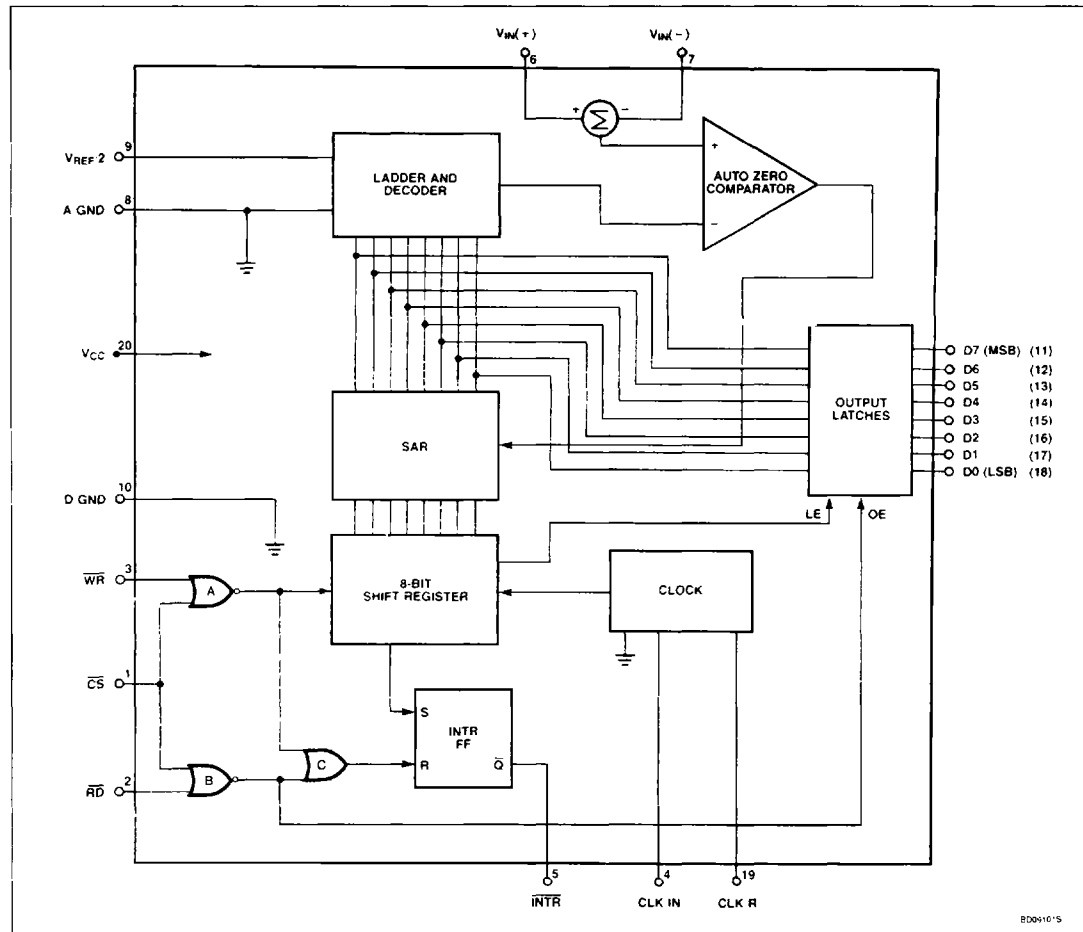 VIN(+)
VIN(−)
6
7
+
−
Σ
VREF/2
9
LADDER AND
DECODER
+
AUTO ZERO
COMPARATOR
−
A GND
8
VCC
20
OUTPUT
LATCHES
D7 (MSB) (11)
D6 (12)
D5 (13)
D4 (14)
D3 (15)
D2 (16)
D1 (17)
D0 (LSB) (18)
SAR
D GND
10
LE
OE
WR
3
A
8-BIT
SHIFT REGISTER
CLOCK
CS
1
S
INTR
FF
R
Q
C
B
RD
2
5
4
19
INTR
CLK IN
CLK R